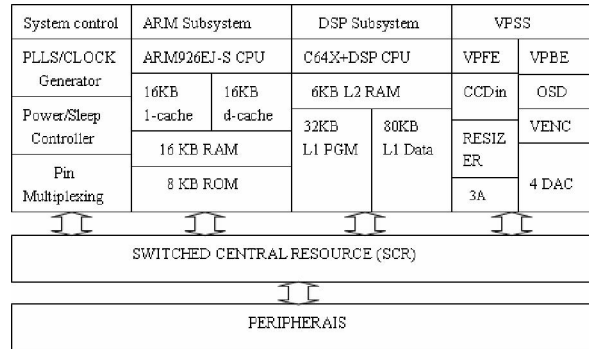 System control
PLLS/CLOCK
Generator
Power/Sleep
Controller
Pin
Multiplexing
ARM Subsystem
ARM926EJ-S CPU
16KB
1-cache
16KB
d-cache
16 KB RAM
8 KB ROM
DSP Subsystem
C64X+DSP CPU
6KB L2 RAM
32KB
L1 PGM
80KB
L1 Data
VPSS
VPFE
CCDin
RESIZ
ER
3A
VPBE
OSD
VENC
4 DAC
SWITCHED CENTRAL RESOURCE (SCR)
PERIPHERAIS